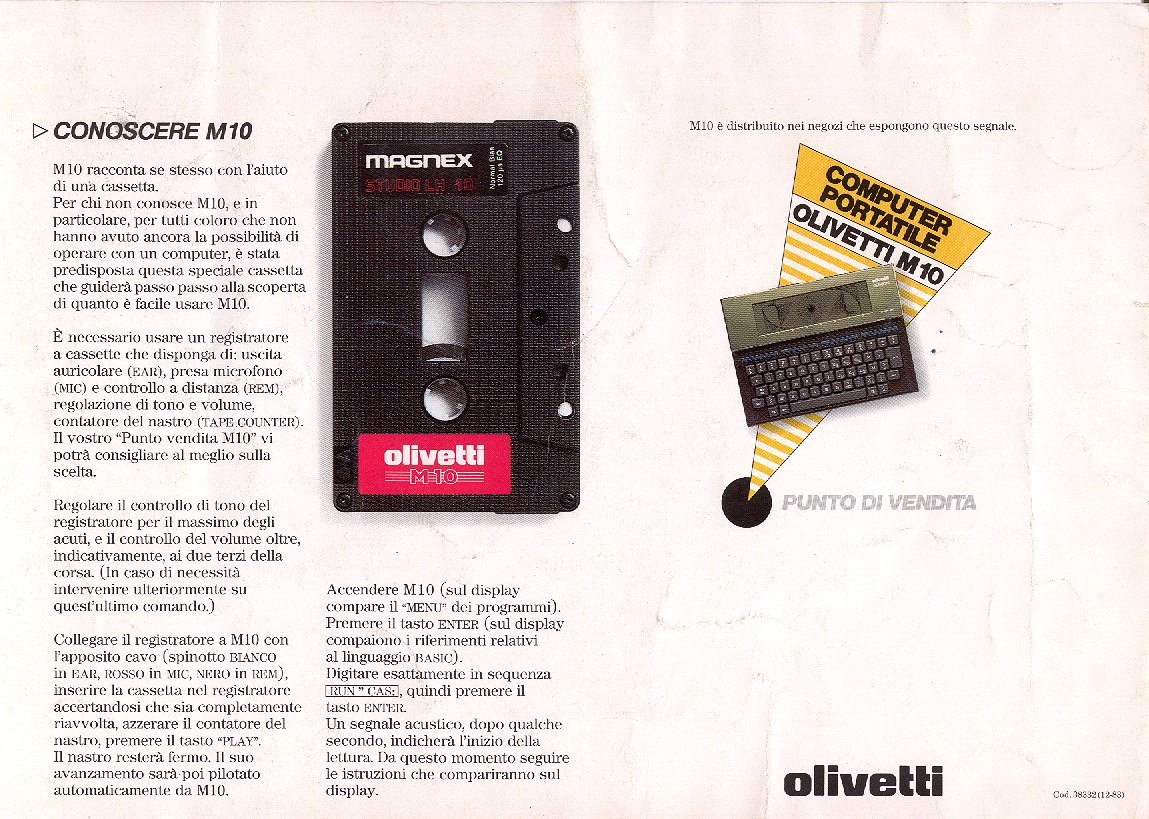 CONOSCERE M10
M10 racconta se stesso con l'aiuto
di una cassetta.
Per chi non conosce M10, e in
particolare, per tutti coloro che non
hanno avuto ancora la possibilità di
operare con un computer, è stata
predisposta questa speciale cassetta
che guiderà passo passo alla scoperta
di quanto è facile usare M10.
È necessario usare un registratore
a cassette che disponga di: uscita
auricolare (EAR), presa microfono
(MIC) e controllo a distanza (REM),
regolazione di tono e volume,
contatore del nastro (TAPE COUNTER).
Il vostro “Punto vendita M10” vi
potrà consigliare al meglio sulla
scelta.
Regolare il controllo di tono del
registratore per il massimo degli
acuti, e il controllo del volume oltre,
indicativamente, ai due terzi della
corsa. (In caso di necessità
intervenire ulteriormente su
quest'ultimo comando.)
Collegare il registratore a M10 con
l'apposito cavo (spinotto BIANCO
in EAR, ROSSO in MIC, NERO in REM),
inserire la cassetta nel registratore
accertandosi che sia completamente
riavvolta, azzerare il contatore del
nastro, premere il tasto “PLAY”.
Il nastro resterà fermo. Il suo
avanzamento sarà poi pilotato
automaticamente da M10.
MAGNEX
STUDIO LH 10
Normal Bias
120 µs EQ
olivetti
M-10
Accendere M10 (sul display
compare il “MENU” dei programmi).
Premere il tasto ENTER (sul display
compaiono i riferimenti relativi
al linguaggio BASIC).
Digitare esattamente in sequenza
RUN ” CAS:, quindi premere il
tasto ENTER.
Un segnale acustico, dopo qualche
secondo, indicherà l'inizio della
lettura. Da questo momento seguire
le istruzioni che compariranno sul
display.
M10 è distribuito nei negozi che espongono questo segnale.
COMPUTER
PORTATILE
OLIVETTI M10
PUNTO DI VENDITA
olivetti
Cod. 38332 (12-83)